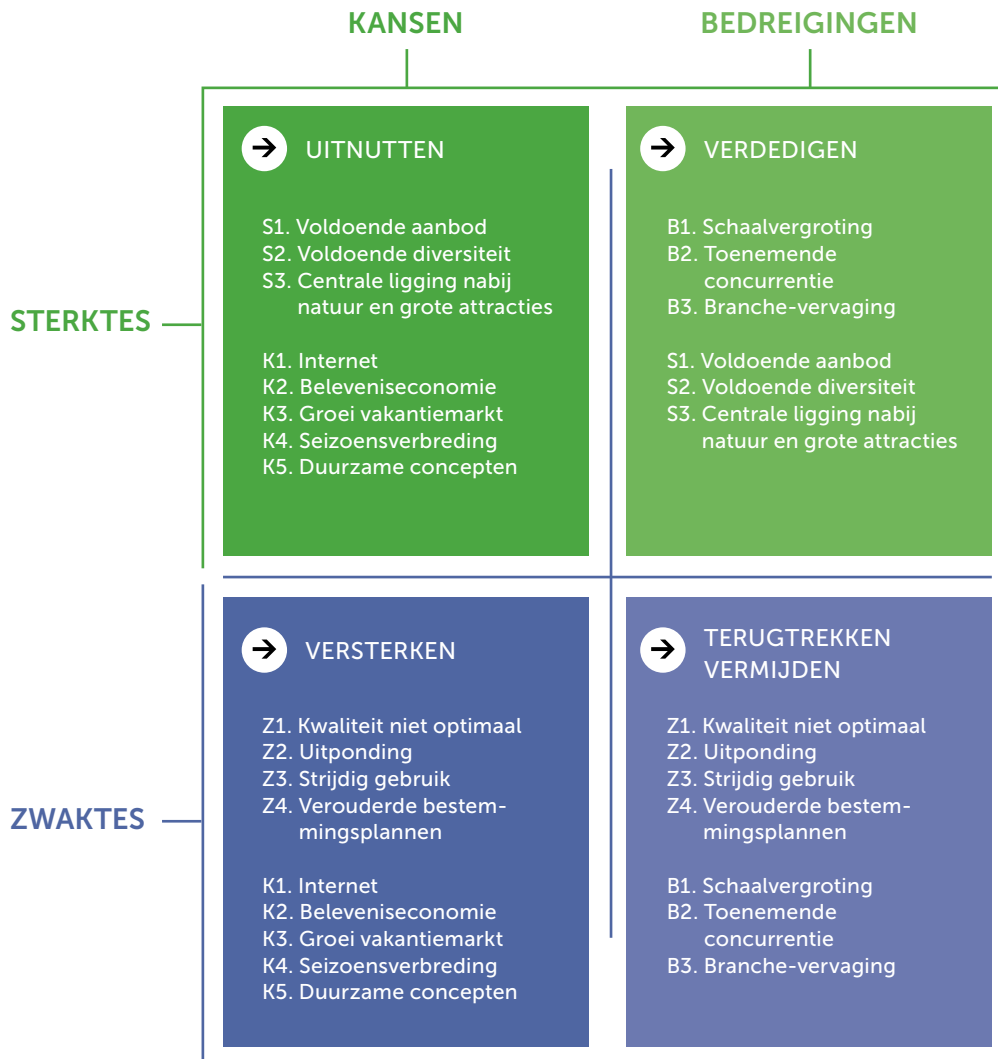 KANSEN
BEDREIGINGEN
STERKTES
UITNUTTEN
S1. Voldoende aanbod
S2. Voldoende diversiteit
S3. Centrale ligging nabij
natuur en grote attracties
K1. Internet
K2. Beleveniseconomie
K3. Groei vakantiemarkt
K4. Seizoensverbreding
K5. Duurzame concepten
VERDEDIGEN
B1. Schaalvergroting
B2. Toenemende
concurrentie
B3. Branche-vervaging
S1. Voldoende aanbod
S2. Voldoende diversiteit
S3. Centrale ligging nabij
natuur en grote attracties
ZWAKTES
VERSTERKEN
Z1. Kwaliteit niet optimaal
Z2. Uitponding
Z3. Strijdig gebruik
Z4. Verouderde bestem-
mingsplannen
K1. Internet
K2. Beleveniseconomie
K3. Groei vakantiemarkt
K4. Seizoensverbreding
K5. Duurzame concepten
TERUGTREKKEN
VERMIJDEN
Z1. Kwaliteit niet optimaal
Z2. Uitponding
Z3. Strijdig gebruik
Z4. Verouderde bestem-
mingsplannen
B1. Schaalvergroting
B2. Toenemende
concurrentie
B3. Branche-vervaging